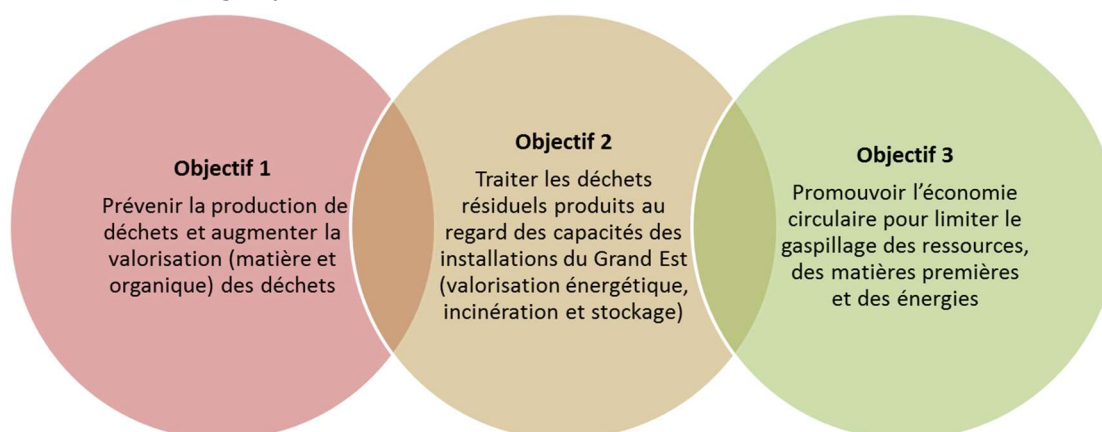 Objectif 1
Prévenir la production de
déchets et augmenter la
valorisation (matière et
organique) des déchets
Objectif 2
Traiter les déchets
résiduels produits au
regard des capacités des
installations du Grand Est
(valorisation énergétique,
incinération et stockage)
Objectif 3
Promouvoir l’économie
circulaire pour limiter le
gaspillage des ressources,
des matières premières
et des énergies